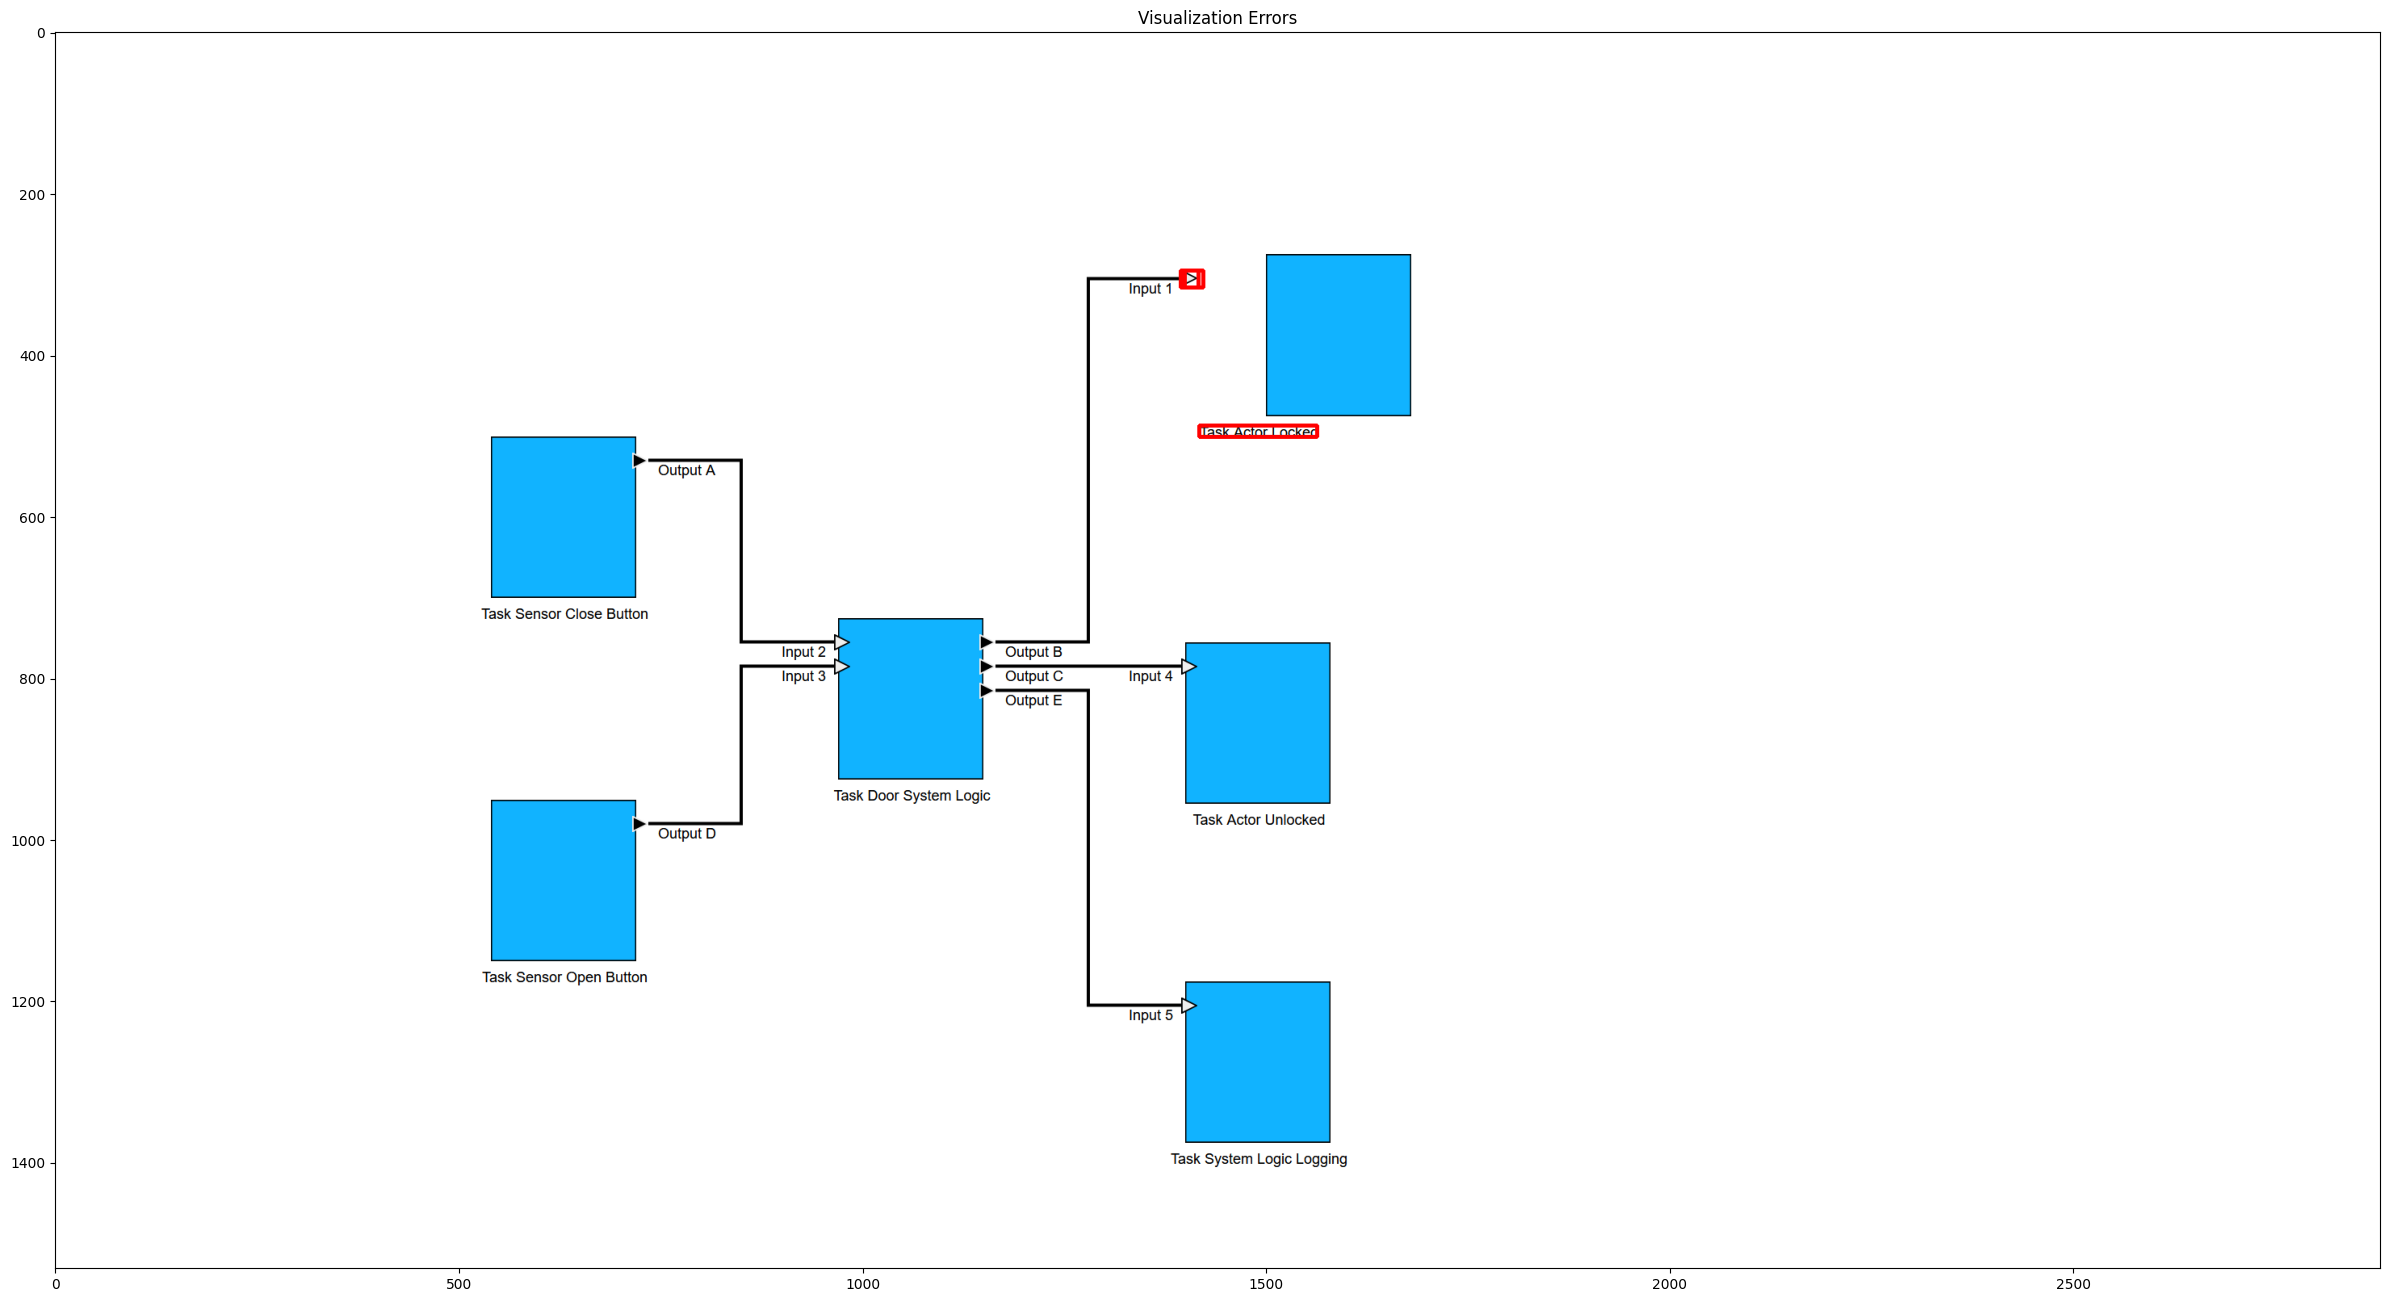 Visualization Errors
0
200
400
600
800
1000
1200
1400
Input 1
Task Actor Locked
Output A
Task Sensor Close Button
Input 2
Input 3
Output B
Output C
Output E
Input 4
Task Door System Logic
Task Actor Unlocked
Output D
Task Sensor Open Button
Input 5
Task System Logic Logging
0
500
1000
1500
2000
2500